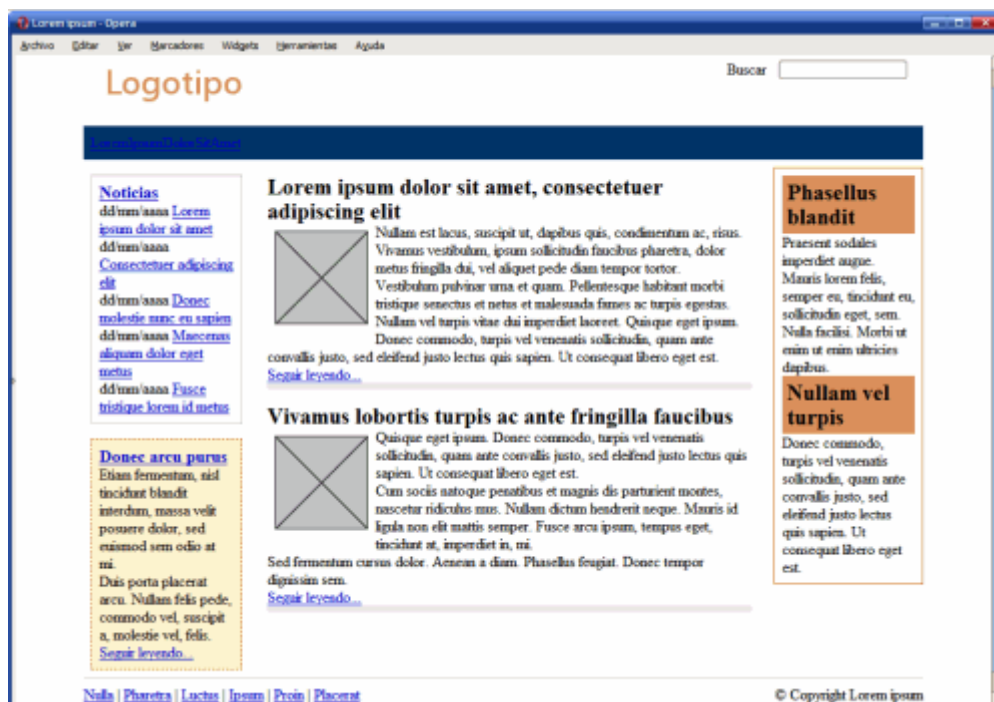 Lorem ipsum - Opera
Archivo Editar Ver Marcadores Widgets Herramientas Ayuda
Logotipo
Buscar
LoremIpsumDolorSitAmet
Noticias
dd/mm/aaaa Lorem
ipsum dolor sit amet
dd/mm/aaaa
Consectetuer adipiscing
elit
dd/mm/aaaa Donec
molestie nunc eu sapien
dd/mm/aaaa Maecenas
aliquam dolor eget
metus
dd/mm/aaaa Fusce
tristique lorem id metus
Donec arcu purus
Etiam fermentum, nisl
tincidunt blandit
interdum, massa velit
posuere dolor, sed
euismod sem odio at
mi.
Duis porta placerat
arcu. Nullam felis pede,
commodo vel, suscipit
a, molestie vel, felis.
Seguir leyendo...
Lorem ipsum dolor sit amet, consectetuer
adipiscing elit
Nullam est lacus, suscipit ut, dapibus quis, condimentum ac, risus.
Vivamus vestibulum, ipsum sollicitudin faucibus pharetra, dolor
metus fringilla dui, vel aliquet pede diam tempor tortor.
Vestibulum pulvinar urna et quam. Pellentesque habitant morbi
tristique senectus et netus et malesuada fames ac turpis egestas.
Nullam vel turpis vitae dui imperdiet laoreet. Quisque eget ipsum.
Donec commodo, turpis vel venenatis sollicitudin, quam ante
convallis justo, sed eleifend justo lectus quis sapien. Ut consequat libero eget est.
Seguir leyendo...
Vivamus lobortis turpis ac ante fringilla faucibus
Quisque eget ipsum. Donec commodo, turpis vel venenatis
sollicitudin, quam ante convallis justo, sed eleifend justo lectus quis
sapien. Ut consequat libero eget est.
Cum sociis natoque penatibus et magnis dis parturient montes,
nascetur ridiculus mus. Nullam dictum hendrerit neque. Mauris id
ligula non elit mattis semper. Fusce arcu ipsum, tempus eget,
tincidunt at, imperdiet in, mi.
Sed fermentum cursus dolor. Aenean a diam. Phasellus feugiat. Donec tempor
dignissim sem.
Seguir leyendo...
Phasellus
blandit
Praesent sodales
imperdiet augue.
Mauris lorem felis,
semper eu, tincidunt eu,
sollicitudin eget, sem.
Nulla facilisi. Morbi ut
enim ut enim ultricies
dapibus.
Nullam vel
turpis
Donec commodo,
turpis vel venenatis
sollicitudin, quam ante
convallis justo, sed
eleifend justo lectus
quis sapien. Ut
consequat libero eget
est.
Nulla | Pharetra | Luctus | Ipsum | Proin | Placerat
© Copyright Lorem ipsum